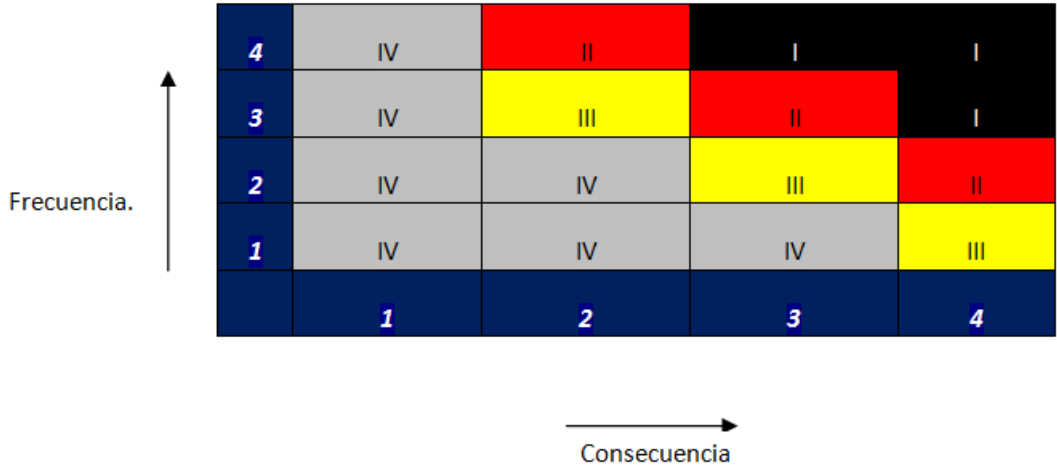 4 IV II I I
3 IV III II I
Frecuencia.
2 IV IV III II
1 IV IV IV III
1 2 3 4
Consecuencia